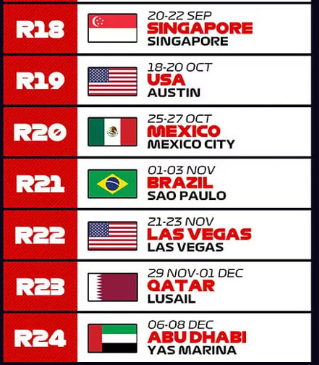 R18
20-22 SEP
SINGAPORE
SINGAPORE
R19
18-20 OCT
USA
AUSTIN
R20
25-27 OCT
MEXICO
MEXICO CITY
R21
01-03 NOV
BRAZIL
SAO PAULO
R22
21-23 NOV
LAS VEGAS
LAS VEGAS
R23
29 NOV-01 DEC
QATAR
LUSAIL
R24
06-08 DEC
ABU DHABI
YAS MARINA